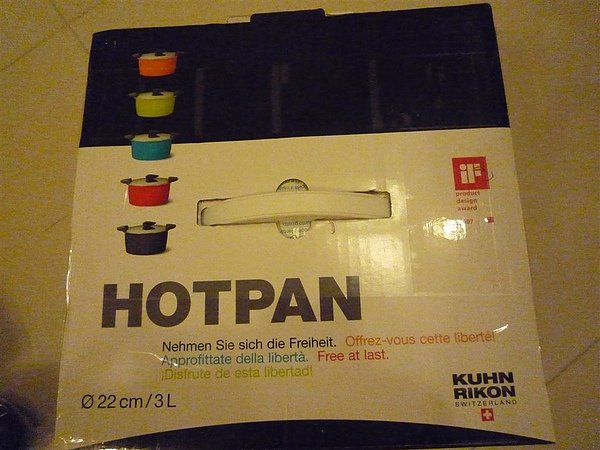 iF
product
design
award
HOTPAN
Nehmen Sie sich die Freiheit. Offrez-vous cette liberté!
Approfittate della libertà. Free at last.
¡Disfrute de esta libertad!
Ø 22 cm / 3 L
KUHN
RIKON
SWITZERLAND